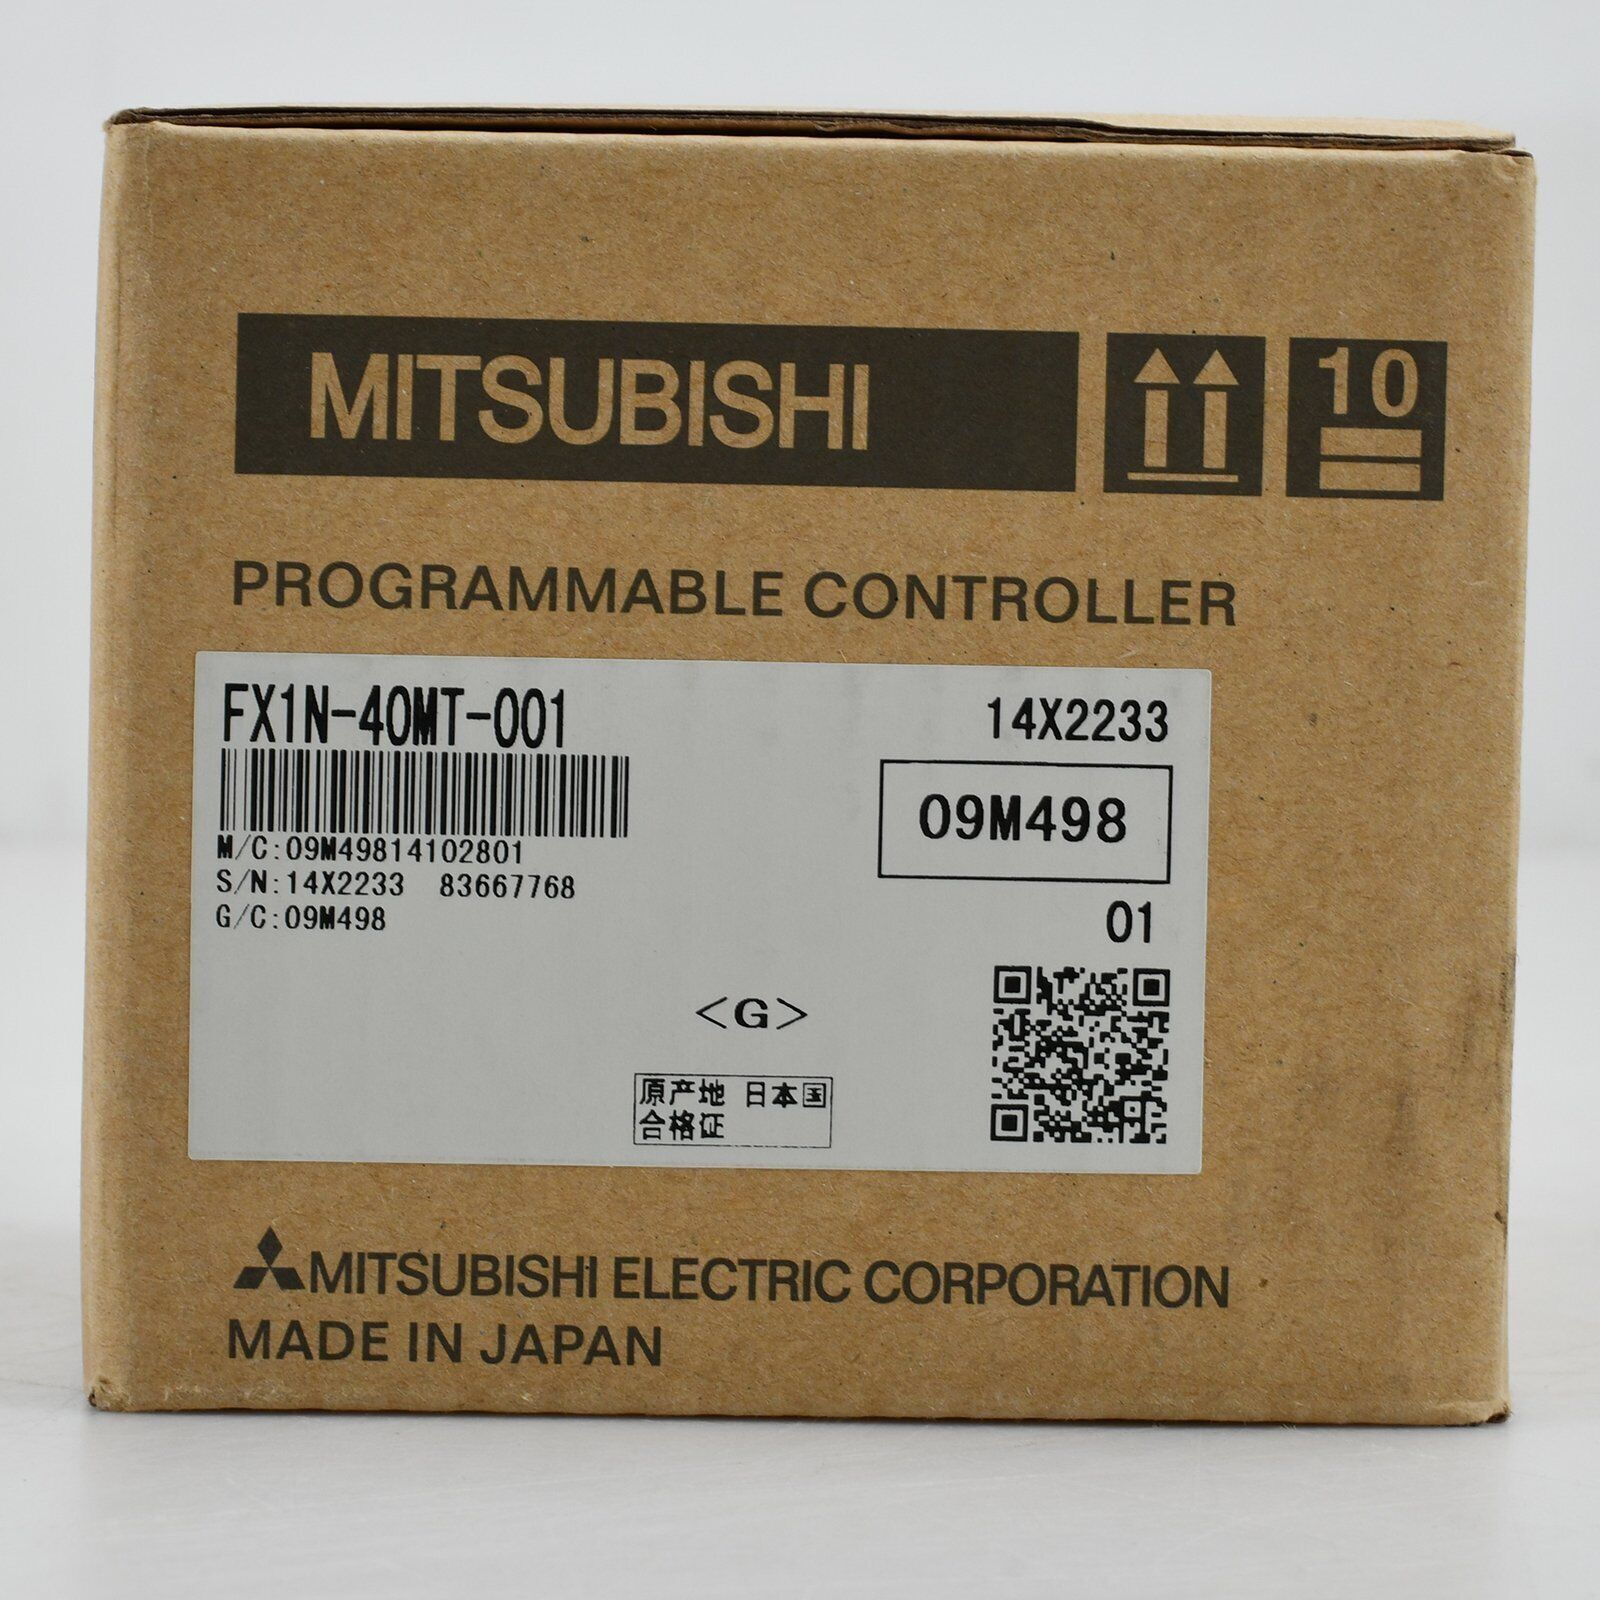 MITSUBISHI
10
PROGRAMMABLE CONTROLLER
FX1N-40MT-001
14X2233
09M498
M/C:09M49814102801
S/N:14X2233 83667768
G/C:09M498
01
<G>
原产地 日本国
合格证
MITSUBISHI ELECTRIC CORPORATION
MADE IN JAPAN